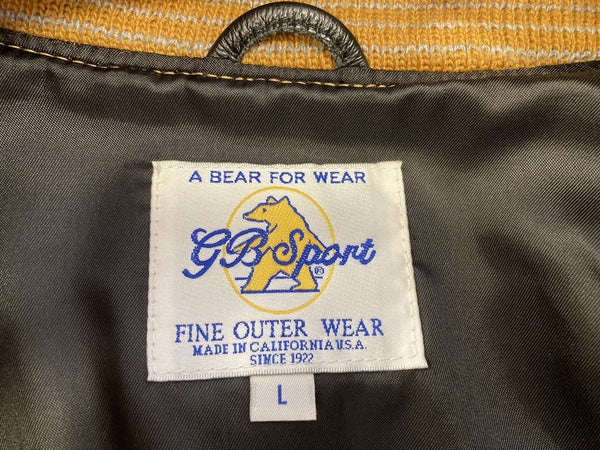 A BEAR FOR WEAR
GB Sport
®
FINE OUTER WEAR
MADE IN CALIFORNIA U.S.A.
SINCE 1922
L